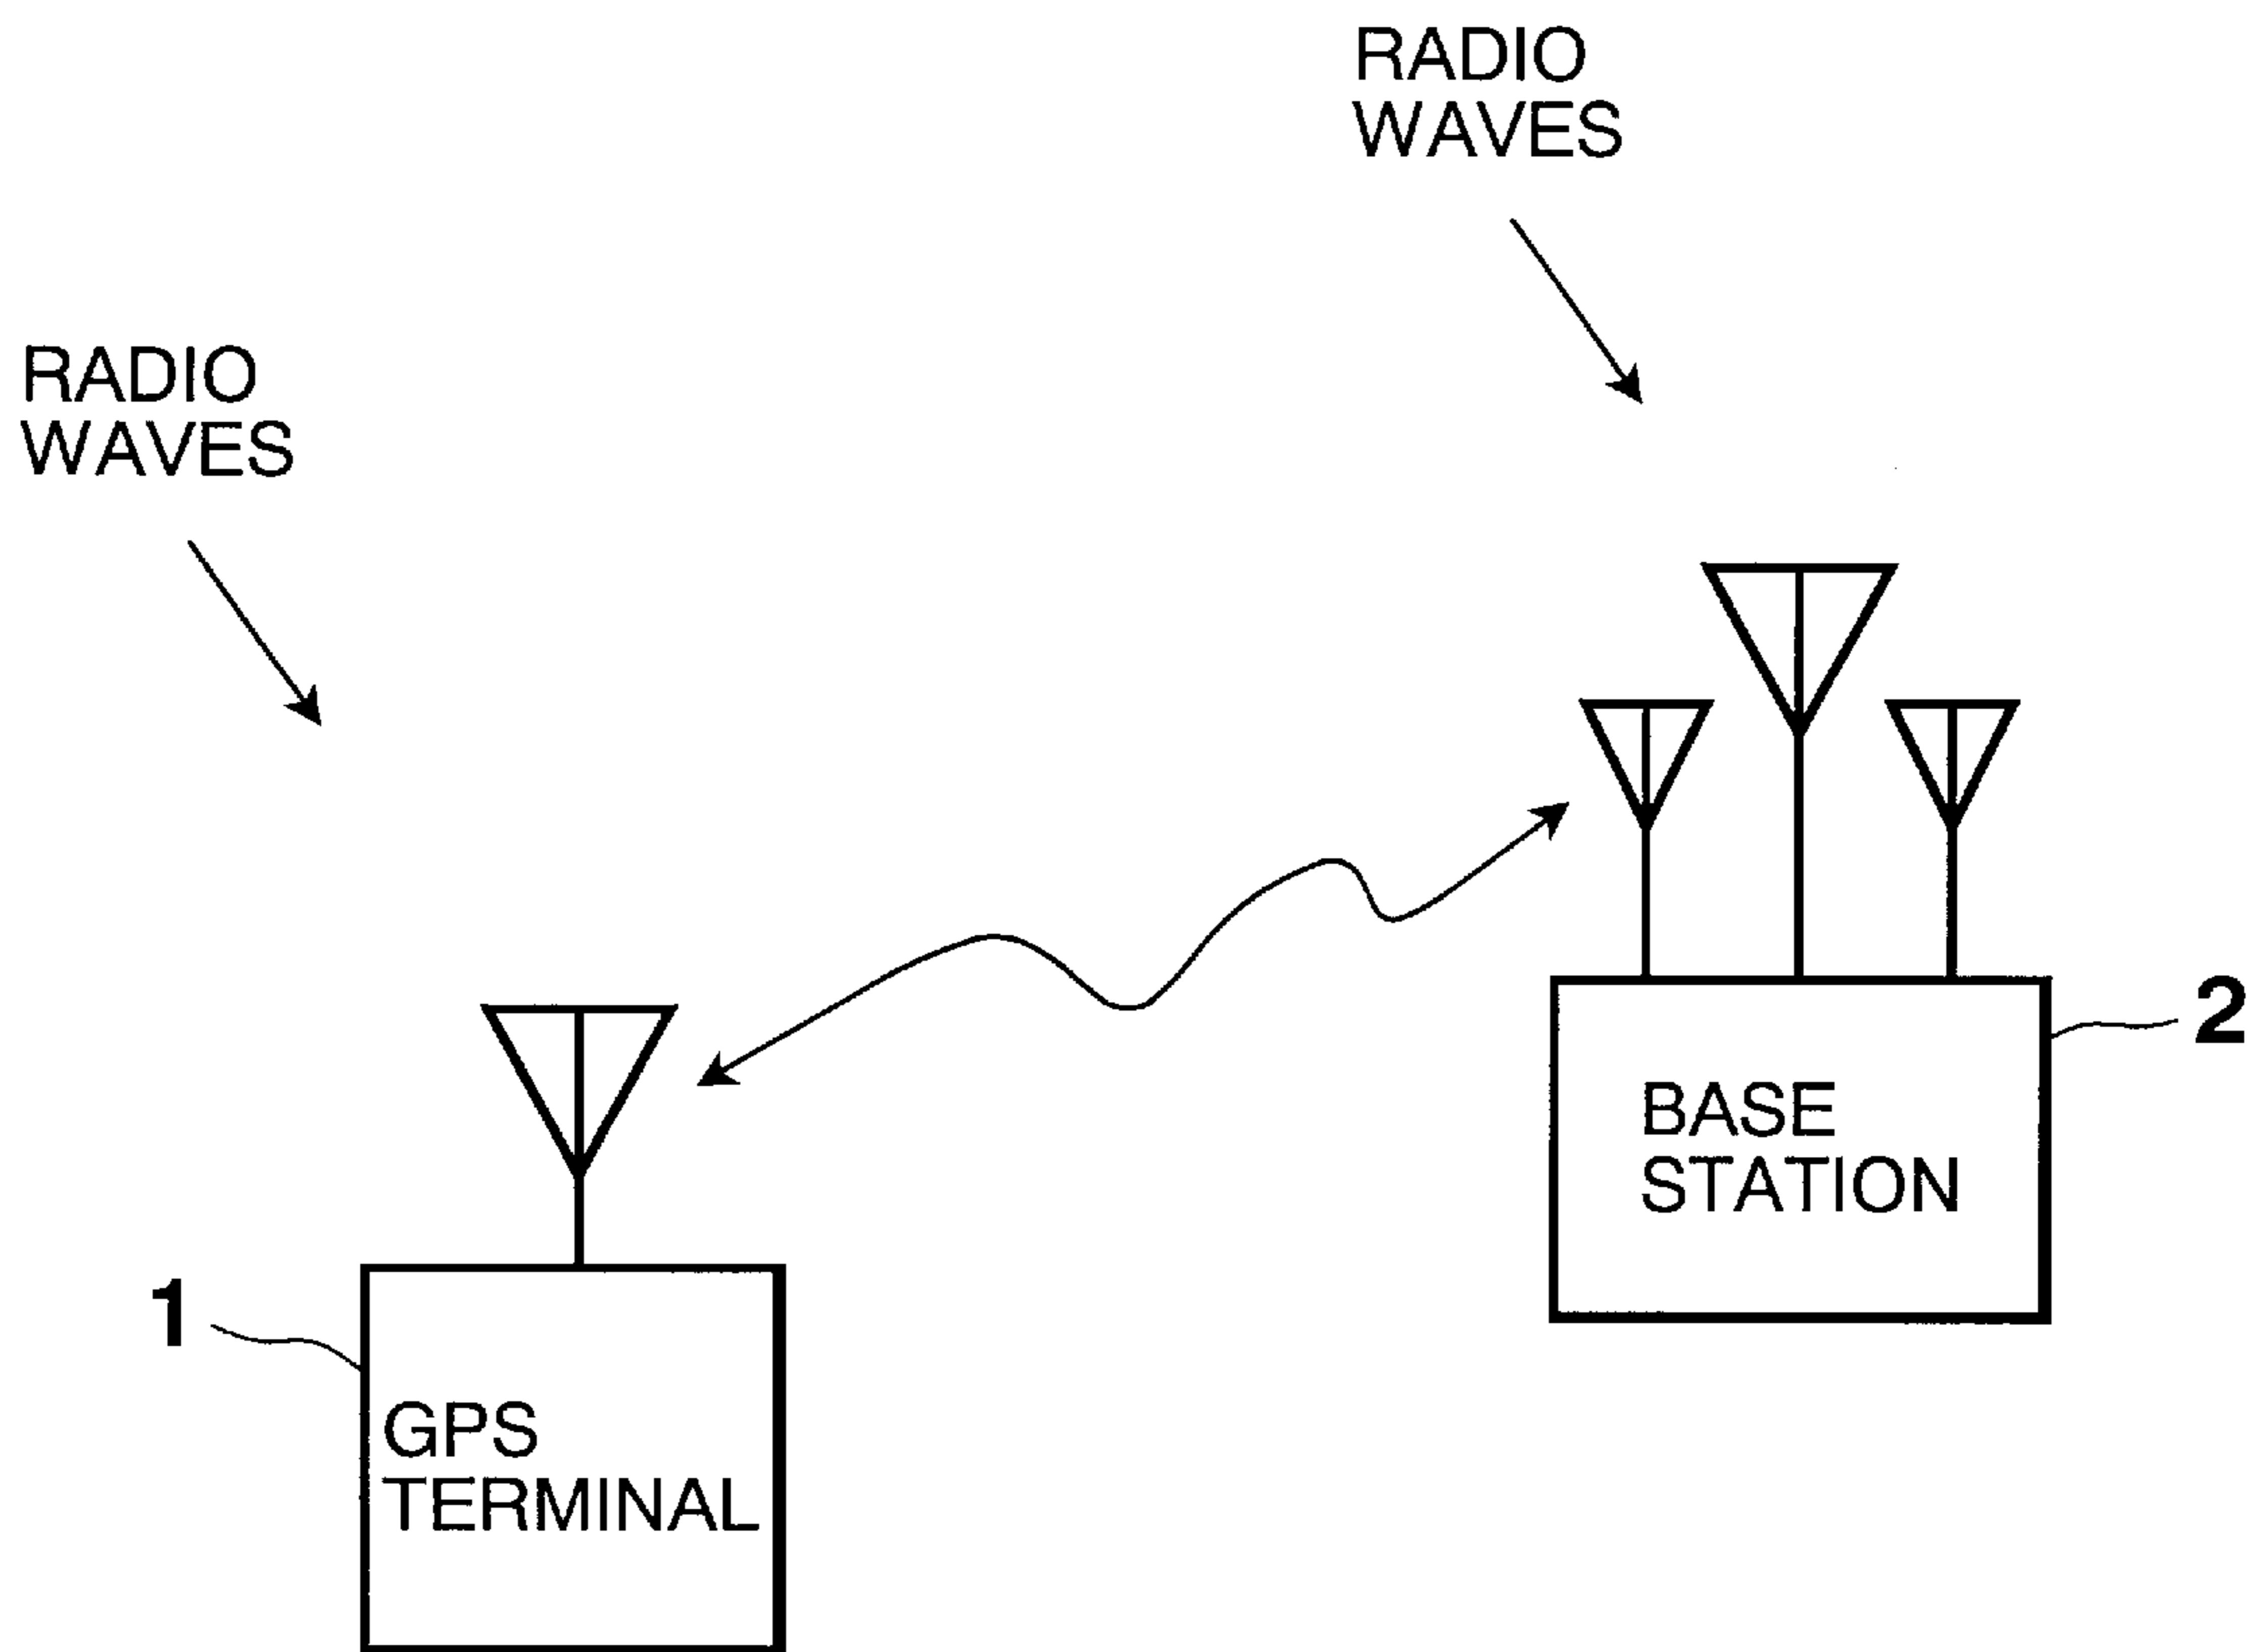 RADIO
WAVES
RADIO
WAVES
2
BASE
STATION
1
GPS
TERMINAL